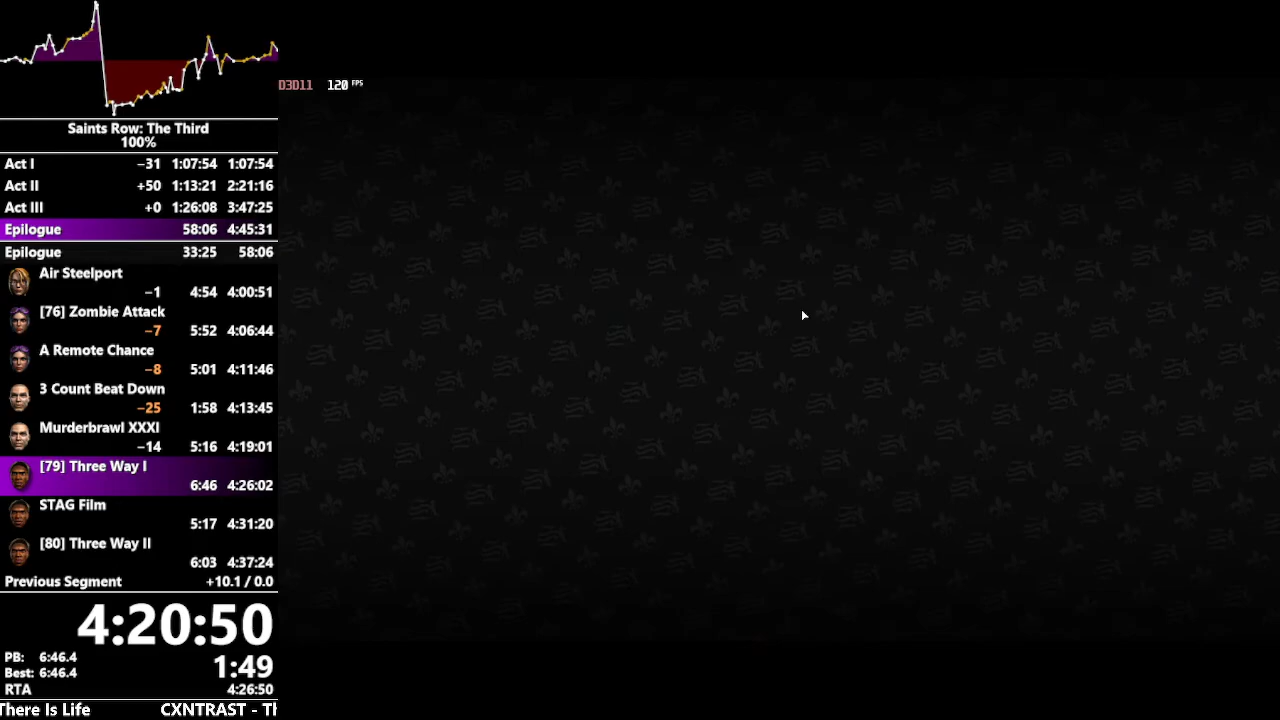 D3D11 120 FPS
Saints Row: The Third
100%
Act I −31 1:07:54 1:07:54
Act II +50 1:13:21 2:21:16
Act III +0 1:26:08 3:47:25
Epilogue 58:06 4:45:31
Epilogue 33:25 58:06
Air Steelport
−1 4:54 4:00:51
[76] Zombie Attack
−7 5:52 4:06:44
A Remote Chance
−8 5:01 4:11:46
3 Count Beat Down
−25 1:58 4:13:45
Murderbrawl XXXI
−14 5:16 4:19:01
[79] Three Way I
6:46 4:26:02
STAG Film
5:17 4:31:20
[80] Three Way II
6:03 4:37:24
Previous Segment +10.1 / 0.0
4:20:50
PB: 6:46.4
Best: 6:46.4
1:49
RTA 4:26:50
There Is Life CXNTRAST - Th